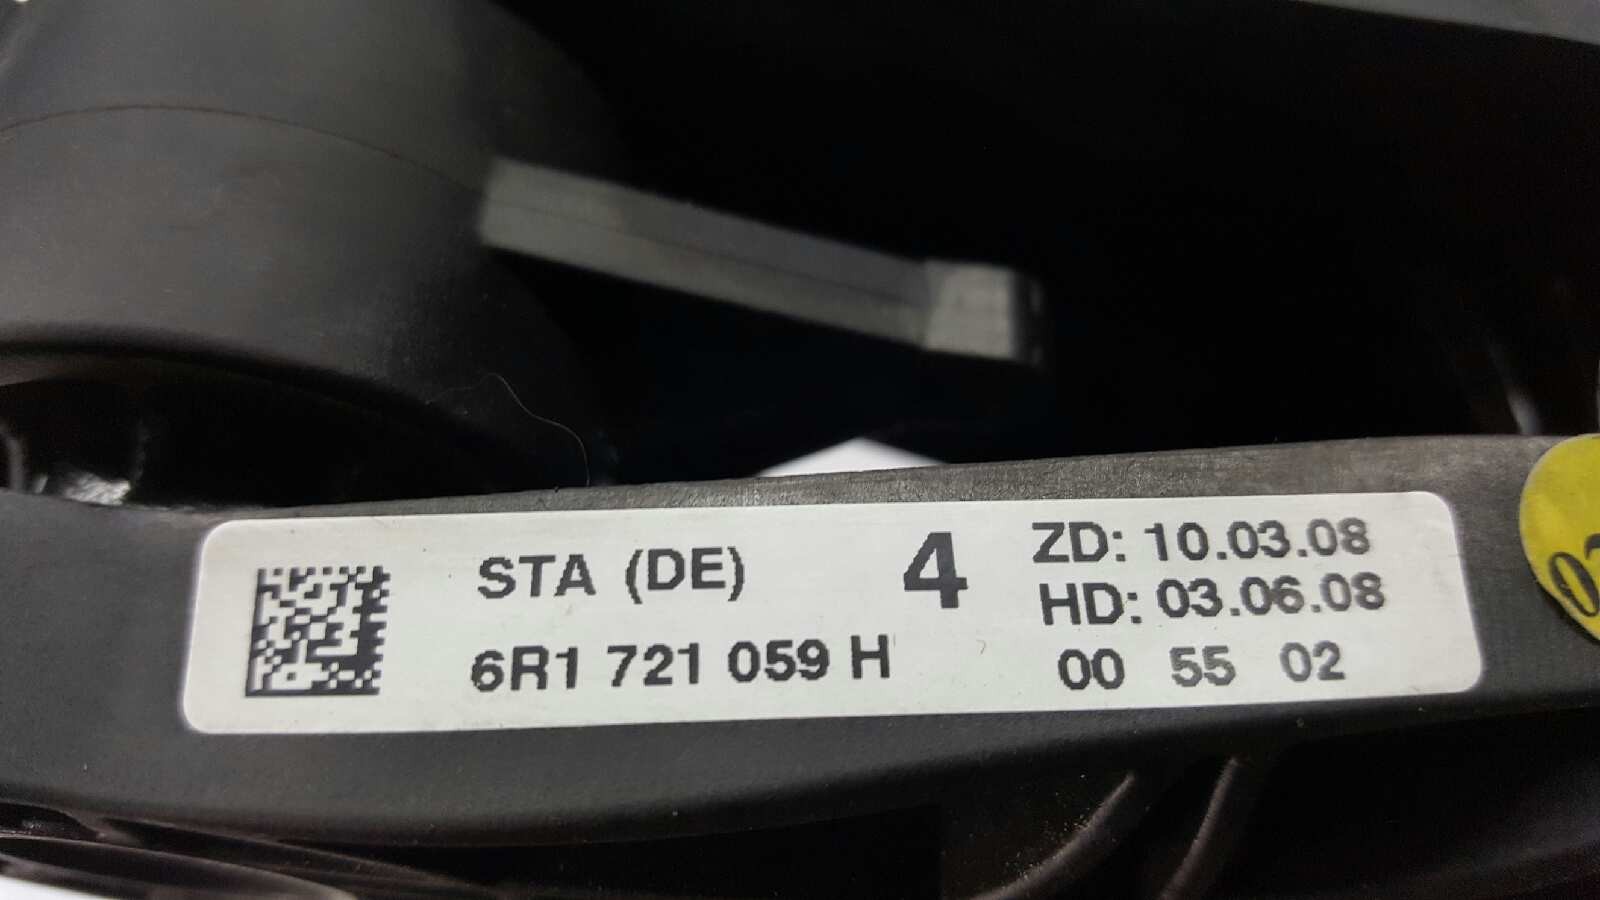 STA (DE) 4 ZD: 10.03.08
HD: 03.06.08
6R1 721 059 H 00 55 02